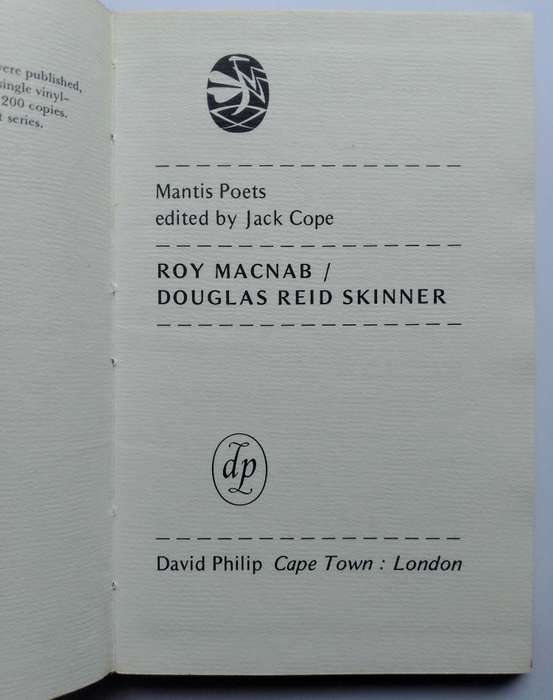 were published,
single vinyl–
200 copies.
t series.
Mantis Poets
edited by Jack Cope
ROY MACNAB /
DOUGLAS REID SKINNER
dp
David Philip Cape Town : London